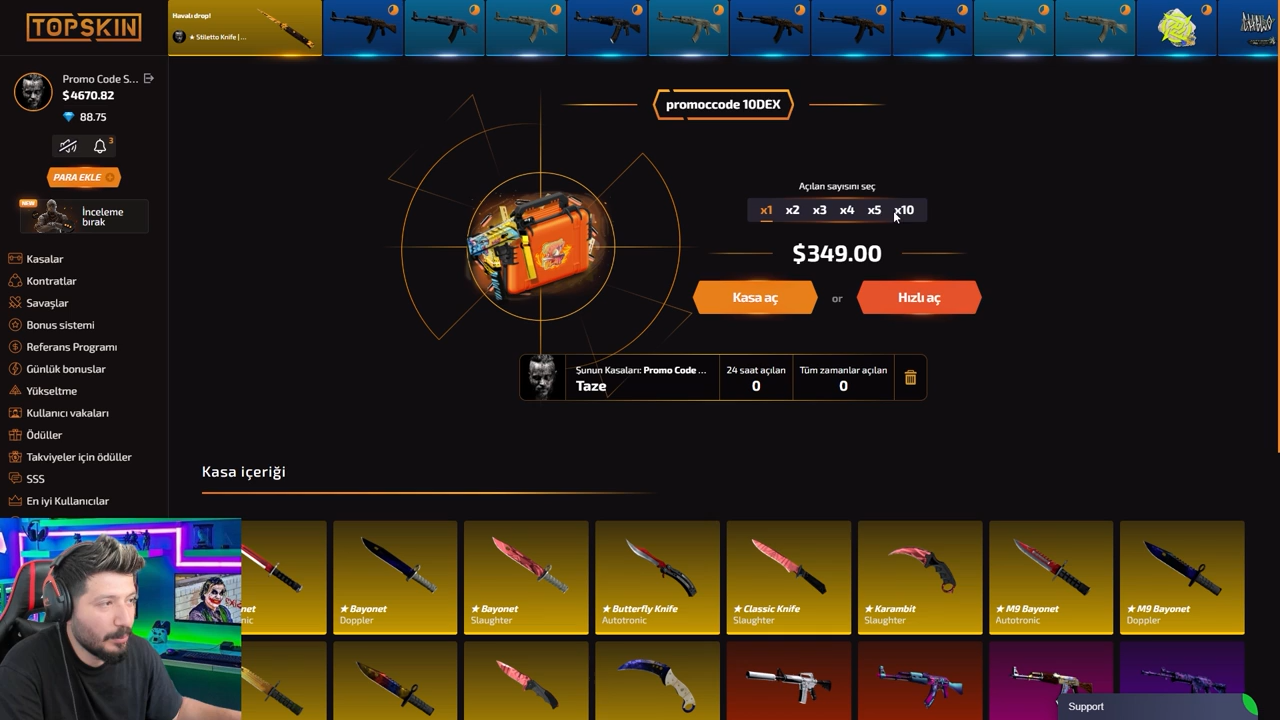 TOPSKIN
Havalı drop!
★ Stiletto Knife | ...
Promo Code S...
$4670.82
88.75
3
PARA EKLE
NEW
İnceleme
bırak
Kasalar
Kontratlar
Savaşlar
Bonus sistemi
Referans Programı
Günlük bonuslar
Yükseltme
Kullanıcı vakaları
Ödüller
Takviyeler için ödüller
SSS
En iyi Kullanıcılar
promoccode 10DEX
Açılan sayısını seç
x1 x2 x3 x4 x5 x10
$349.00
Kasa aç or Hızlı aç
Şunun Kasaları: Promo Code ...
Taze
24 saat açılan
0
Tüm zamanlar açılan
0
Kasa içeriği
★ Bayonet
Doppler
★ Bayonet
Slaughter
★ Butterfly Knife
Autotronic
★ Classic Knife
Slaughter
★ Karambit
Slaughter
★ M9 Bayonet
Autotronic
★ M9 Bayonet
Doppler
Support